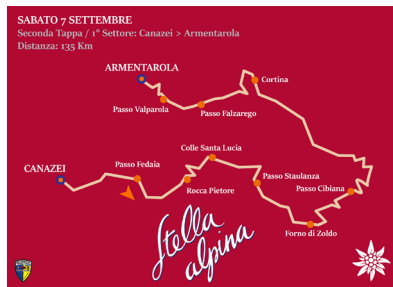 SABATO 7 SETTEMBRE
Seconda Tappa / 1º Settore: Canazei > Armentarola
Distanza: 135 Km
ARMENTAROLA
Cortina
Passo Valparola
Passo Falzarego
Colle Santa Lucia
CANAZEI
Passo Fedaia
Passo Staulanza
Rocca Pietore
Passo Cibiana
Forno di Zoldo
Stella
alpina